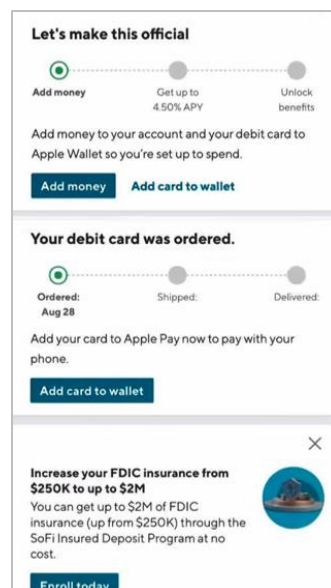 Let's make this official
Add money
Get up to
4.50% APY
Unlock
benefits
Add money to your account and your debit card to
Apple Wallet so you're set up to spend.
Add money
Add card to wallet
Your debit card was ordered.
Ordered:
Aug 28
Shipped:
Delivered:
Add your card to Apple Pay now to pay with your
phone.
Add card to wallet
Increase your FDIC insurance from
$250K to up to $2M
You can get up to $2M of FDIC
insurance (up from $250K) through the
SoFi Insured Deposit Program at no
cost.
Enroll today